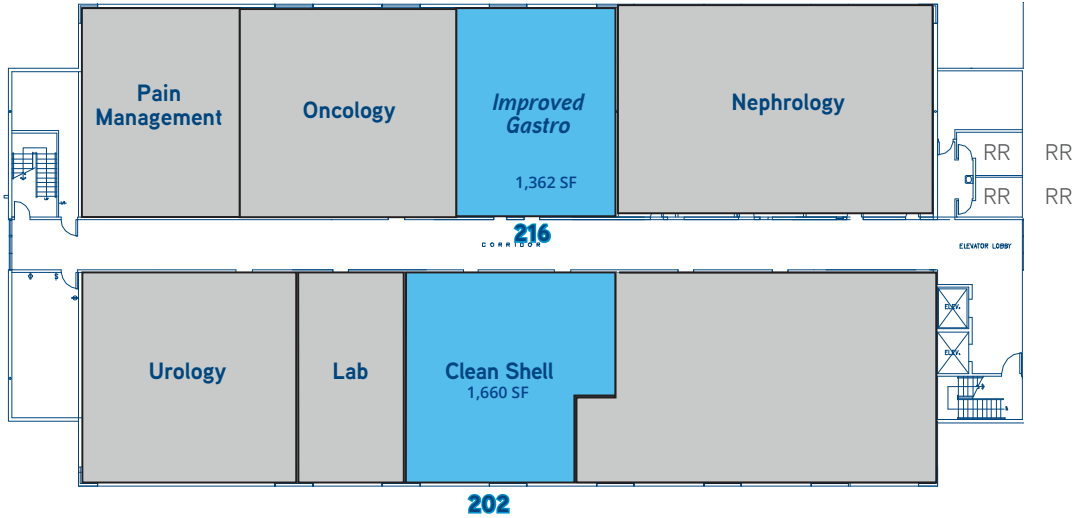 Pain
Management
Oncology
Improved
Gastro
1,362 SF
Nephrology
RR RR
RR RR
216
CORRIDOR
ELEVATOR LOBBY
ELEV.
ELEV.
Urology
Lab
Clean Shell
1,660 SF
202